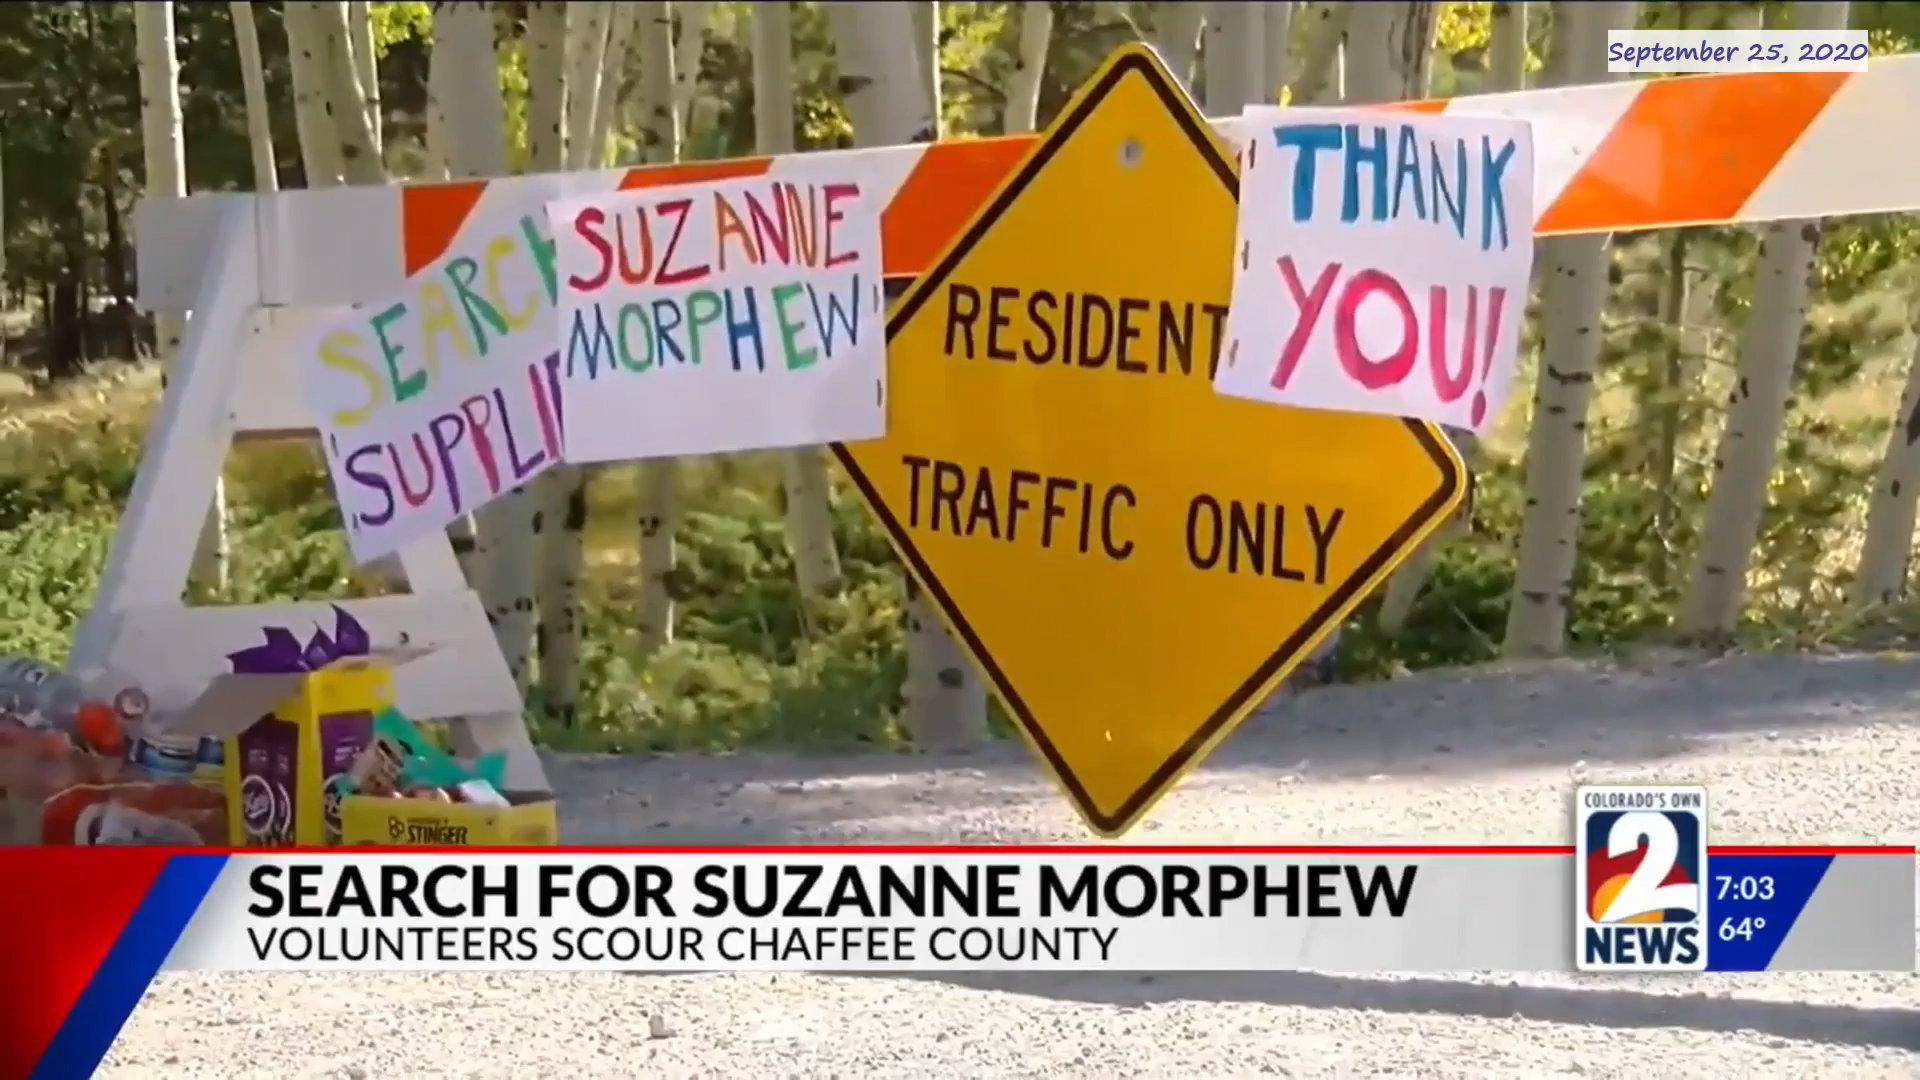 September 25, 2020
SEARCH
SUPPLI
SUZANNE
MORPHEW
THANK
YOU!
RESIDENT
TRAFFIC ONLY
STINGER
SEARCH FOR SUZANNE MORPHEW
VOLUNTEERS SCOUR CHAFFEE COUNTY
COLORADO'S OWN
2
NEWS
7:03
64°